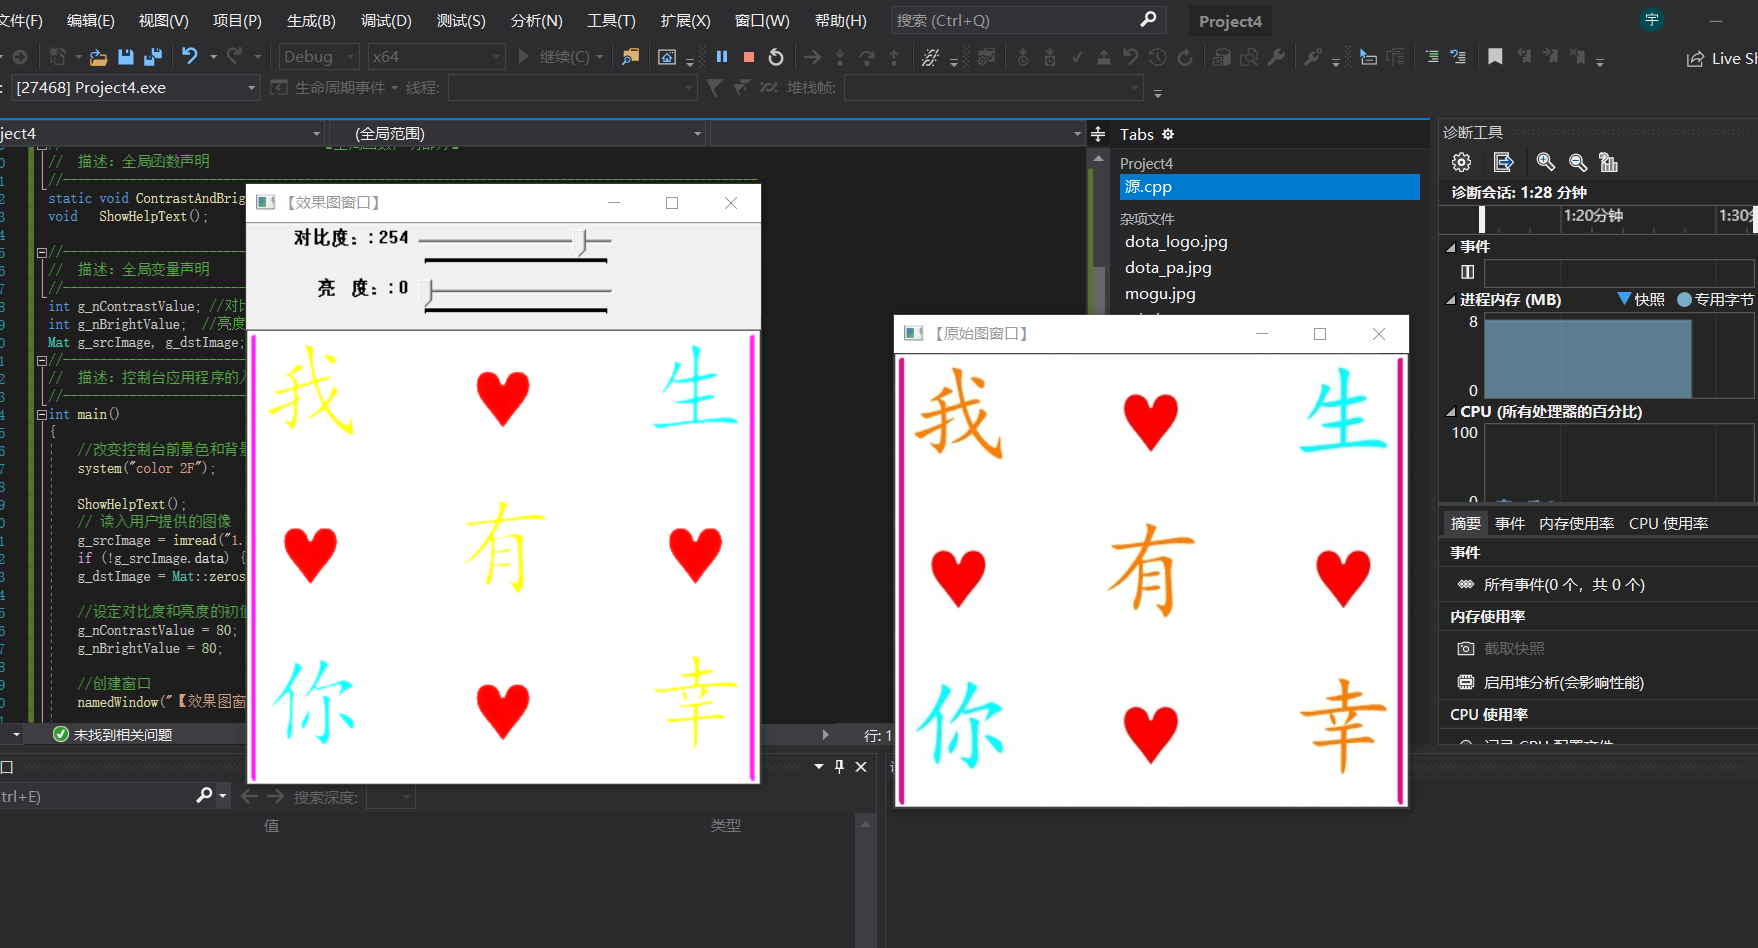 文件(F) 编辑(E) 视图(V) 项目(P) 生成(B) 调试(D) 测试(S) 分析(N) 工具(T) 扩展(X) 窗口(W) 帮助(H) 搜索 (Ctrl+Q) Project4 宇
Debug x64 继续(C) Live Sh
: [27468] Project4.exe 生命周期事件 线程: 堆栈帧:
ject4 (全局范围)
// 描述：全局函数声明
//
static void ContrastAndBrig
void ShowHelpText();
//
// 描述：全局变量声明
//
int g_nContrastValue; //对比
int g_nBrightValue; //亮度
Mat g_srcImage, g_dstImage;
//
// 描述：控制台应用程序的入
//
int main()
{
//改变控制台前景色和背景
system("color 2F");
ShowHelpText();
// 读入用户提供的图像
g_srcImage = imread("1.
if (!g_srcImage.data) {
g_dstImage = Mat::zeros
//设定对比度和亮度的初值
g_nContrastValue = 80;
g_nBrightValue = 80;
//创建窗口
namedWindow("【效果图窗
未找到相关问题 行: 1
【效果图窗口】
对比度：: 254
亮 度：: 0
我 生
有
你 幸
Tabs
Project4
源.cpp
杂项文件
dota_logo.jpg
dota_pa.jpg
mogu.jpg
【原始图窗口】
我 生
有
你 幸
诊断工具
诊断会话: 1:28 分钟
1:20分钟 1:30分
事件
进程内存 (MB) 快照 专用字节
8
0
CPU (所有处理器的百分比)
100
0
摘要 事件 内存使用率 CPU 使用率
事件
所有事件(0 个，共 0 个)
内存使用率
截取快照
启用堆分析(会影响性能)
CPU 使用率
记录 CPU 配置文件
口
trl+E) 搜索深度:
值 类型